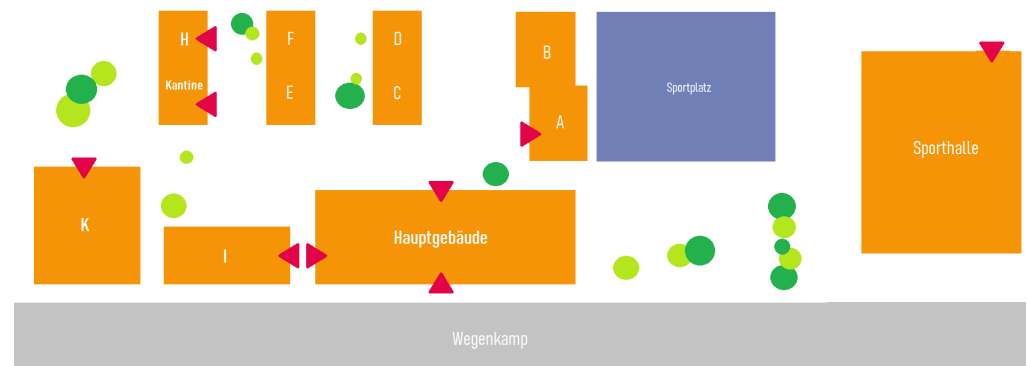 H
Kantine
F
E
D
C
B
A
Sportplatz
Sporthalle
K
I
Hauptgebäude
Wegenkamp